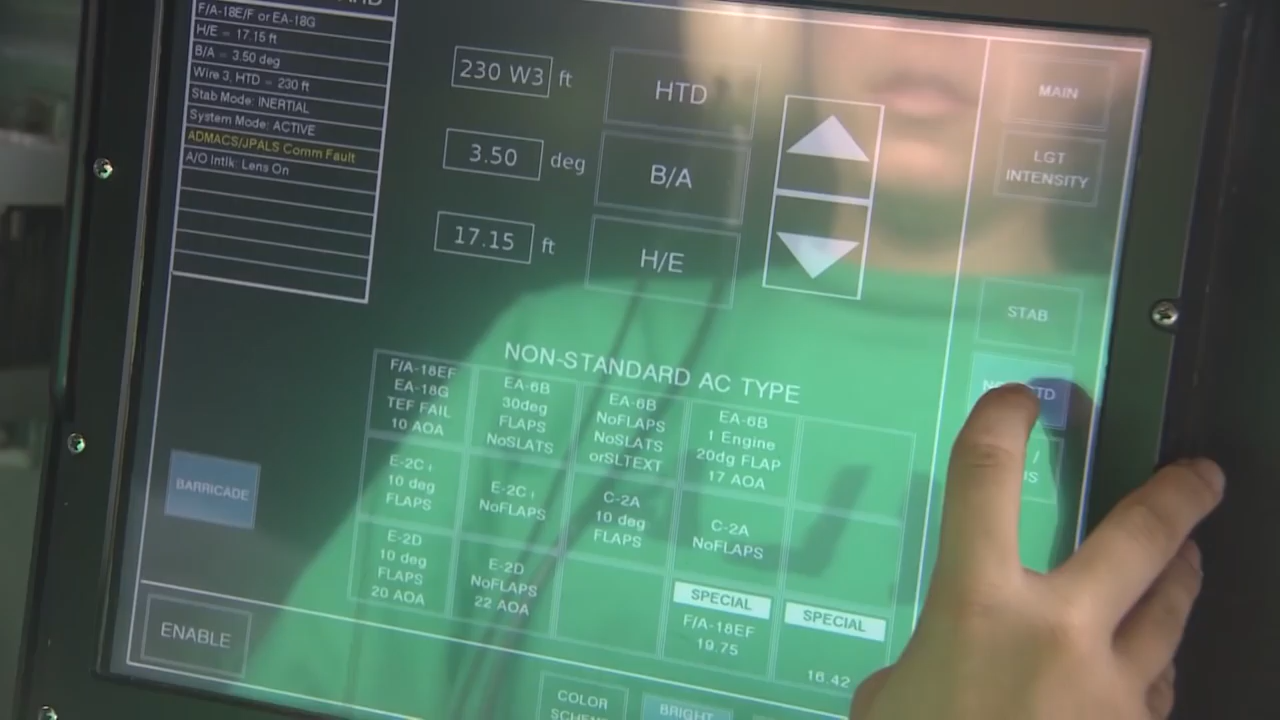 F/A-18E/F or EA-18G
H/E = 17.15 ft
B/A = 3.50 deg
Wire 3, HTD = 230 ft
Stab Mode: INERTIAL
System Mode: ACTIVE
ADMACS/JPALS Comm Fault
A/O Intlk: Lens On
230 W3 ft
HTD
3.50 deg
B/A
17.15 ft
H/E
MAIN
LGT
INTENSITY
STAB
NON-STANDARD AC TYPE
F/A-18EF
EA-18G
TEF FAIL
10 AOA
EA-6B
30deg
FLAPS
NoSLATS
EA-6B
NoFLAPS
NoSLATS
orSLTEXT
EA-6B
1 Engine
20dg FLAP
17 AOA
E-2C+
10 deg
FLAPS
E-2C+
NoFLAPS
C-2A
10 deg
FLAPS
C-2A
NoFLAPS
E-2D
10 deg
FLAPS
20 AOA
E-2D
NoFLAPS
22 AOA
SPECIAL
F/A-18EF
19.75
SPECIAL
16.42
BARRICADE
ENABLE
COLOR
BRIGHT